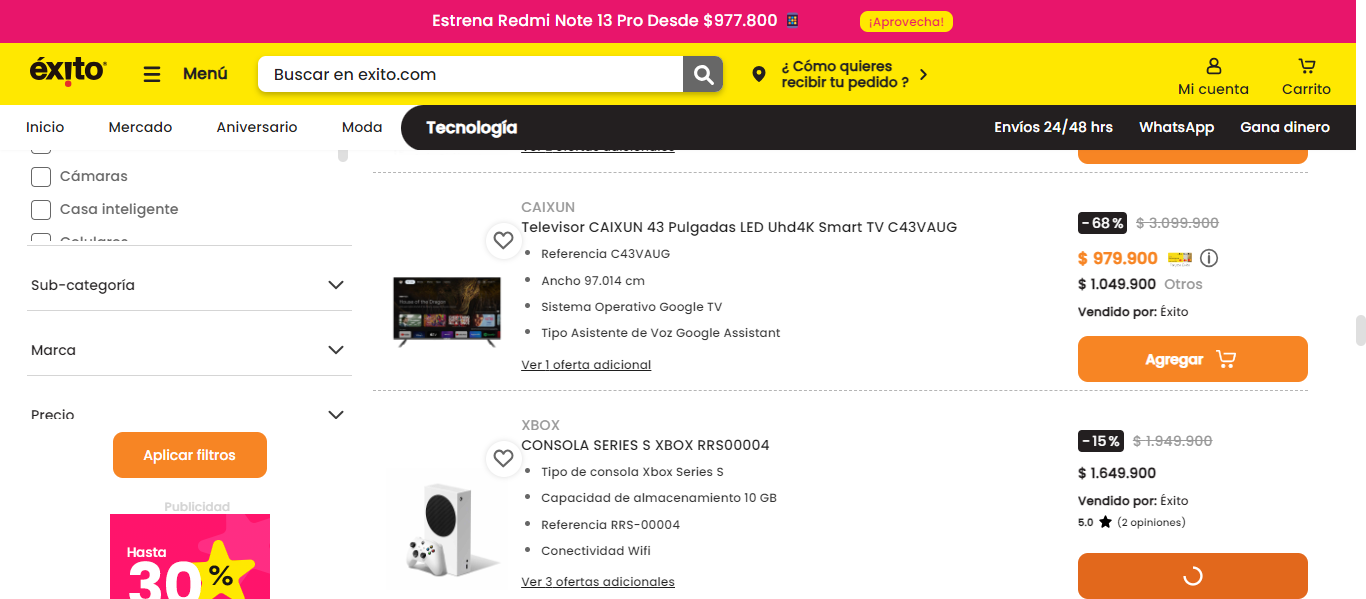 Estrena Redmi Note 13 Pro Desde $977.800
¡Aprovecha!
éxito
Menú
Buscar en exito.com
¿ Cómo quieres
recibir tu pedido ?
Mi cuenta
Carrito
Inicio
Mercado
Aniversario
Moda
Tecnología
Envíos 24/48 hrs
WhatsApp
Gana dinero
Cámaras
Casa inteligente
Celulares
Sub-categoría
Marca
Precio
Aplicar filtros
Publicidad
Hasta
30%
CAIXUN
Televisor CAIXUN 43 Pulgadas LED Uhd4K Smart TV C43VAUG
Referencia C43VAUG
Ancho 97.014 cm
Sistema Operativo Google TV
Tipo Asistente de Voz Google Assistant
Ver 1 oferta adicional
-68% $ 3.099.900
$ 979.900
$ 1.049.900 Otros
Vendido por: Éxito
Agregar
XBOX
CONSOLA SERIES S XBOX RRS00004
Tipo de consola Xbox Series S
Capacidad de almacenamiento 10 GB
Referencia RRS-00004
Conectividad Wifi
Ver 3 ofertas adicionales
-15% $ 1.949.900
$ 1.649.900
Vendido por: Éxito
5.0 (2 opiniones)